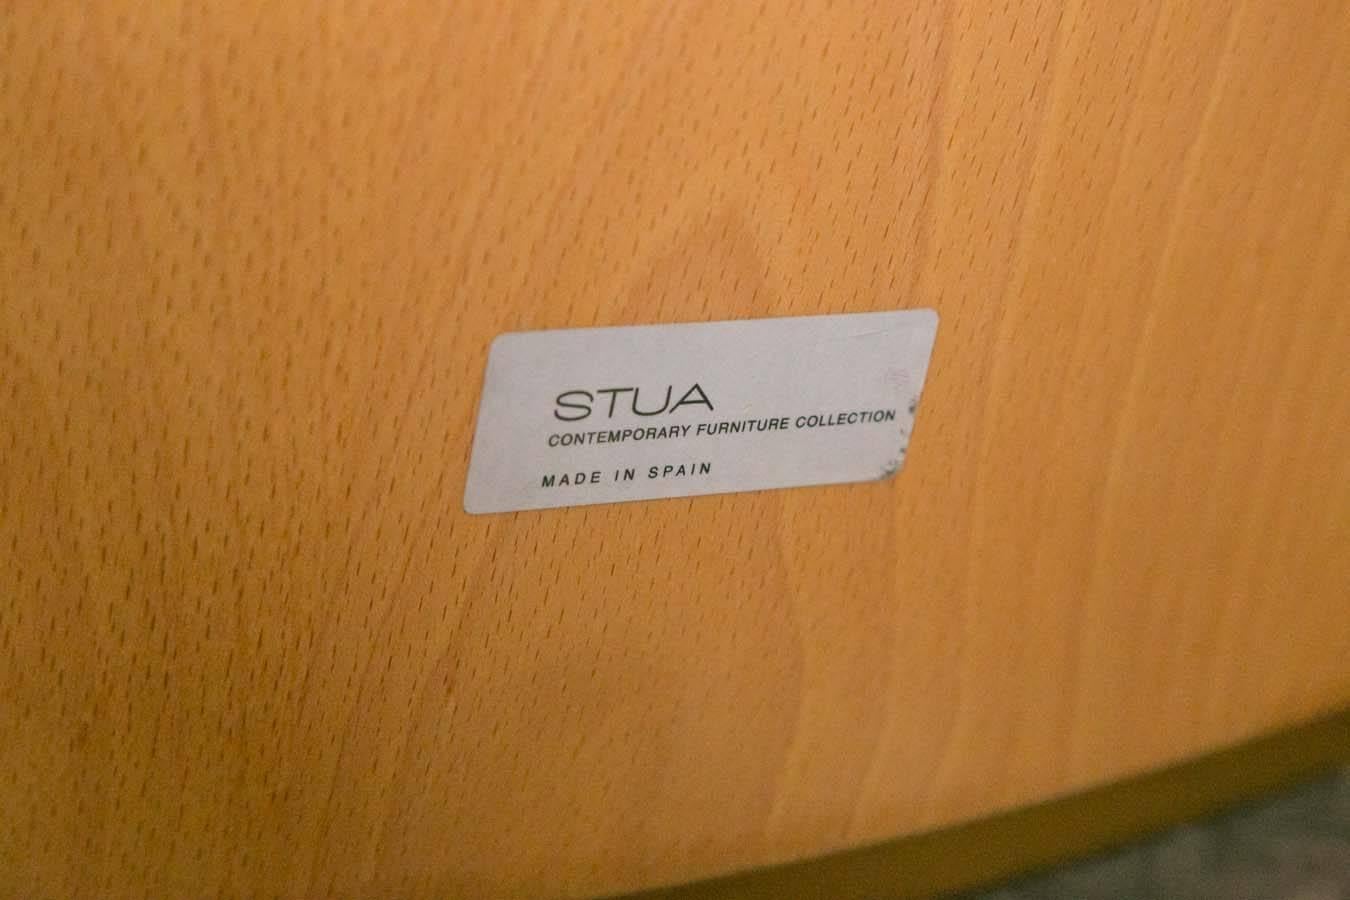 STUA
CONTEMPORARY FURNITURE COLLECTION
MADE IN SPAIN